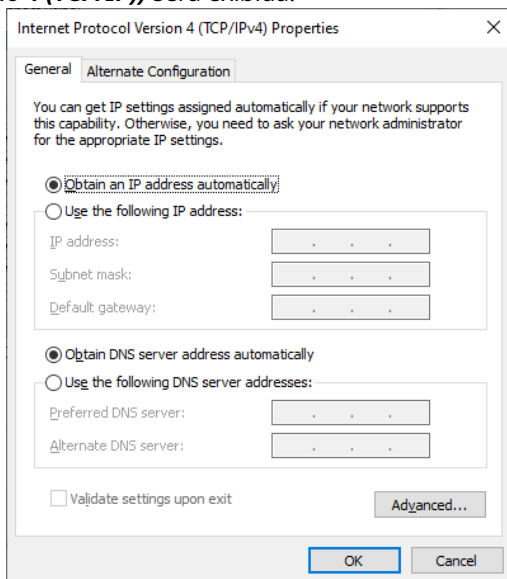 Internet Protocol Version 4 (TCP/IPv4) Properties
General Alternate Configuration
You can get IP settings assigned automatically if your network supports
this capability. Otherwise, you need to ask your network administrator
for the appropriate IP settings.
Obtain an IP address automatically
Use the following IP address:
IP address:
Subnet mask:
Default gateway:
Obtain DNS server address automatically
Use the following DNS server addresses:
Preferred DNS server:
Alternate DNS server:
Validate settings upon exit
Advanced...
OK Cancel